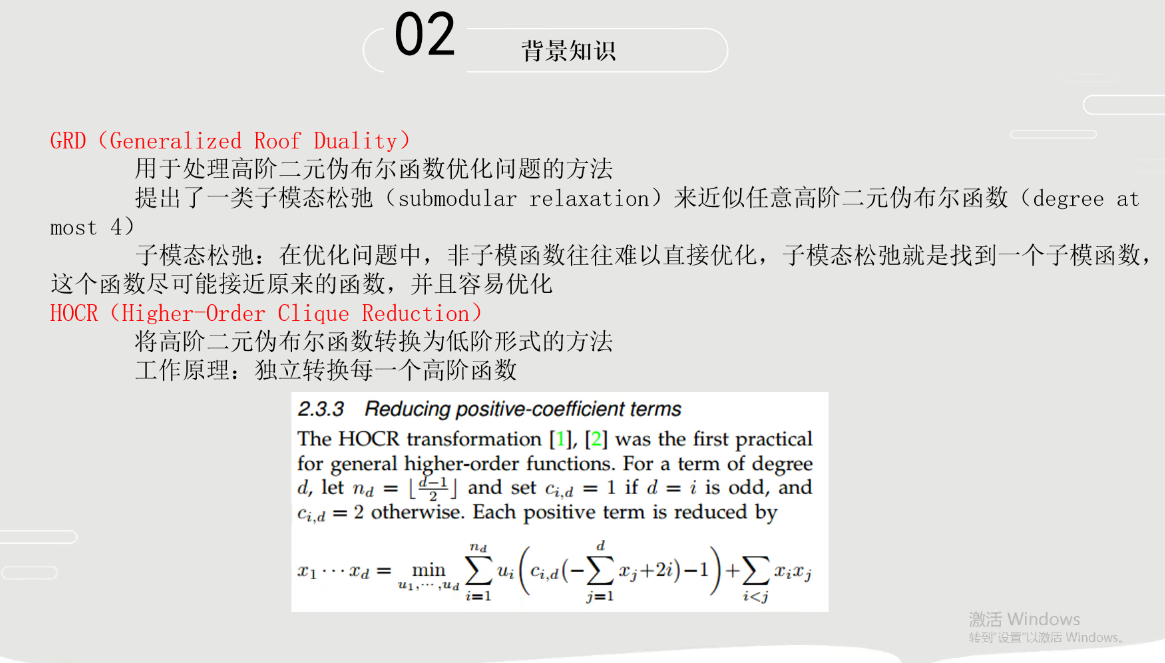 02
背景知识
GRD（Generalized Roof Duality）
用于处理高阶二元伪布尔函数优化问题的方法
提出了一类子模态松弛（submodular relaxation）来近似任意高阶二元伪布尔函数（degree at
most 4）
子模态松弛：在优化问题中，非子模函数往往难以直接优化，子模态松弛就是找到一个子模函数，
这个函数尽可能接近原来的函数，并且容易优化
HOCR（Higher-Order Clique Reduction）
将高阶二元伪布尔函数转换为低阶形式的方法
工作原理：独立转换每一个高阶函数
2.3.3 Reducing positive-coefficient terms
The HOCR transformation [1], [2] was the first practical
for general higher-order functions. For a term of degree
d, let n_d = ⌊(d−1)/2⌋ and set c_{i,d} = 1 if d = i is odd, and
c_{i,d} = 2 otherwise. Each positive term is reduced by
x_1 ⋯ x_d = min_{u_1,⋯,u_d} ∑_{i=1}^{n_d} u_i ( c_{i,d}(−∑_{j=1}^{d} x_j+2i)−1 ) + ∑_{i<j} x_i x_j
激活 Windows
转到"设置"以激活 Windows。